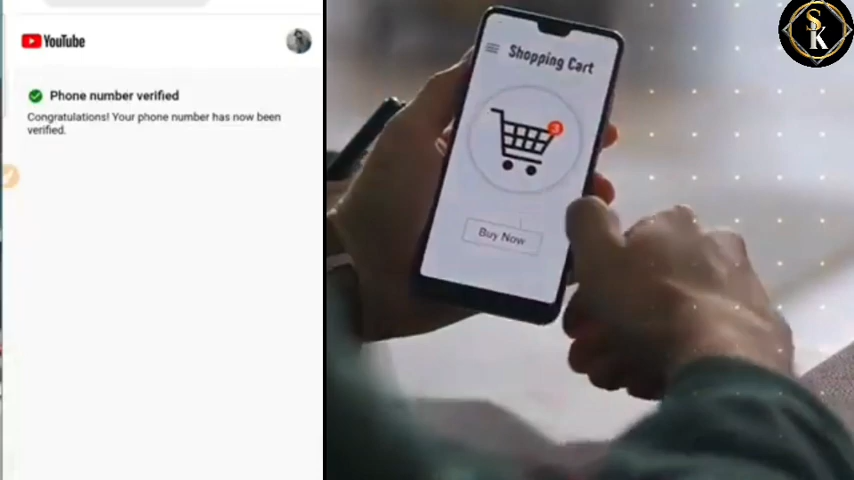 YouTube
Phone number verified
Congratulations! Your phone number has now been
verified.
Shopping Cart
3
Buy Now
S
K